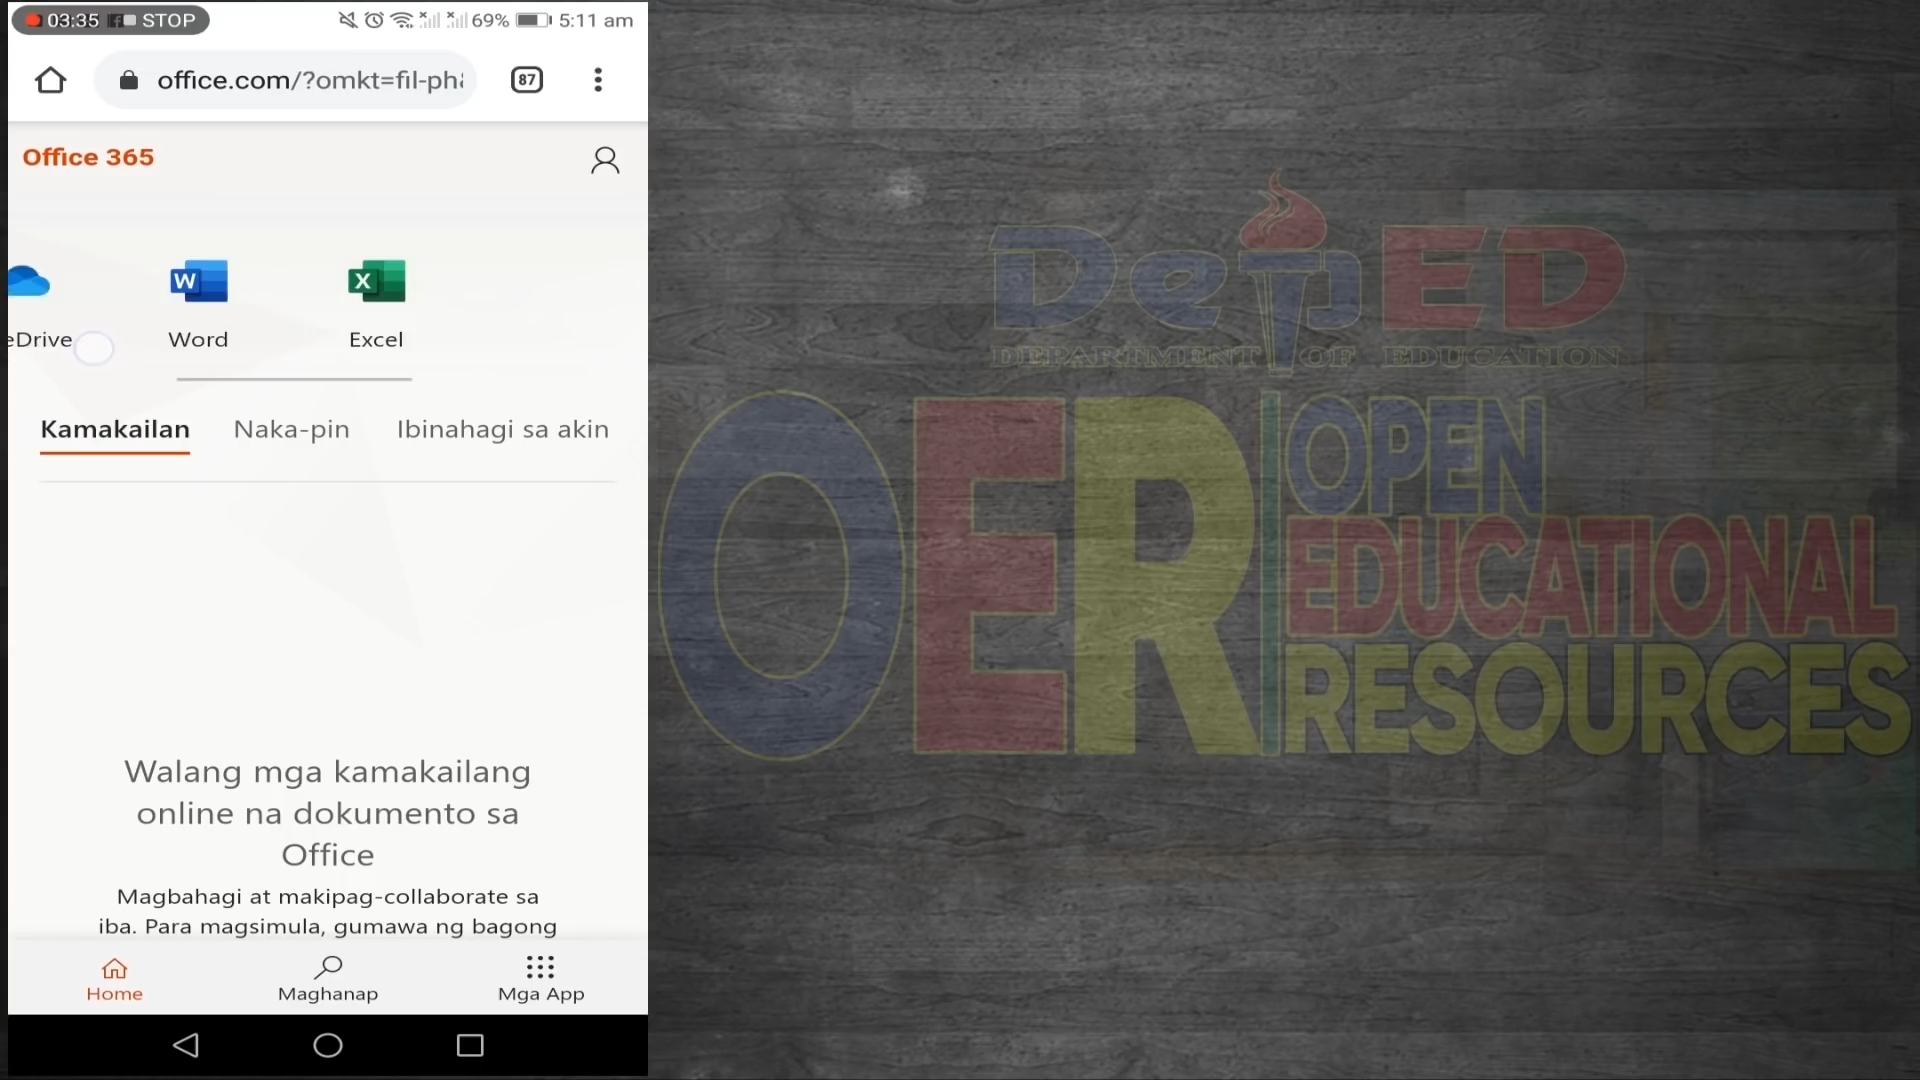 03:35 STOP 69% 5:11 am
office.com/?omkt=fil-ph 87
Office 365
eDrive Word Excel
Kamakailan Naka-pin Ibinahagi sa akin
Walang mga kamakailang
online na dokumento sa
Office
Magbahagi at makipag-collaborate sa
iba. Para magsimula, gumawa ng bagong
Home Maghanap Mga App
DepED
DEPARTMENT OF EDUCATION
OER
OPEN
EDUCATIONAL
RESOURCES